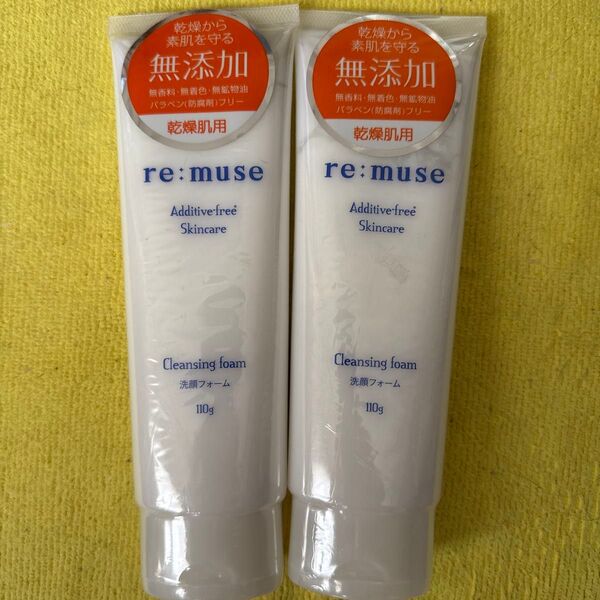 乾燥から
素肌を守る
無添加
無香料・無着色・無鉱物油
パラベン(防腐剤)フリー
乾燥肌用
re:muse
Additive-free*
Skincare
Cleansing foam
洗顔フォーム
110g
乾燥から
素肌を守る
無添加
無香料・無着色・無鉱物油
パラベン(防腐剤)フリー
乾燥肌用
re:muse
Additive-free*
Skincare
Cleansing foam
洗顔フォーム
110g